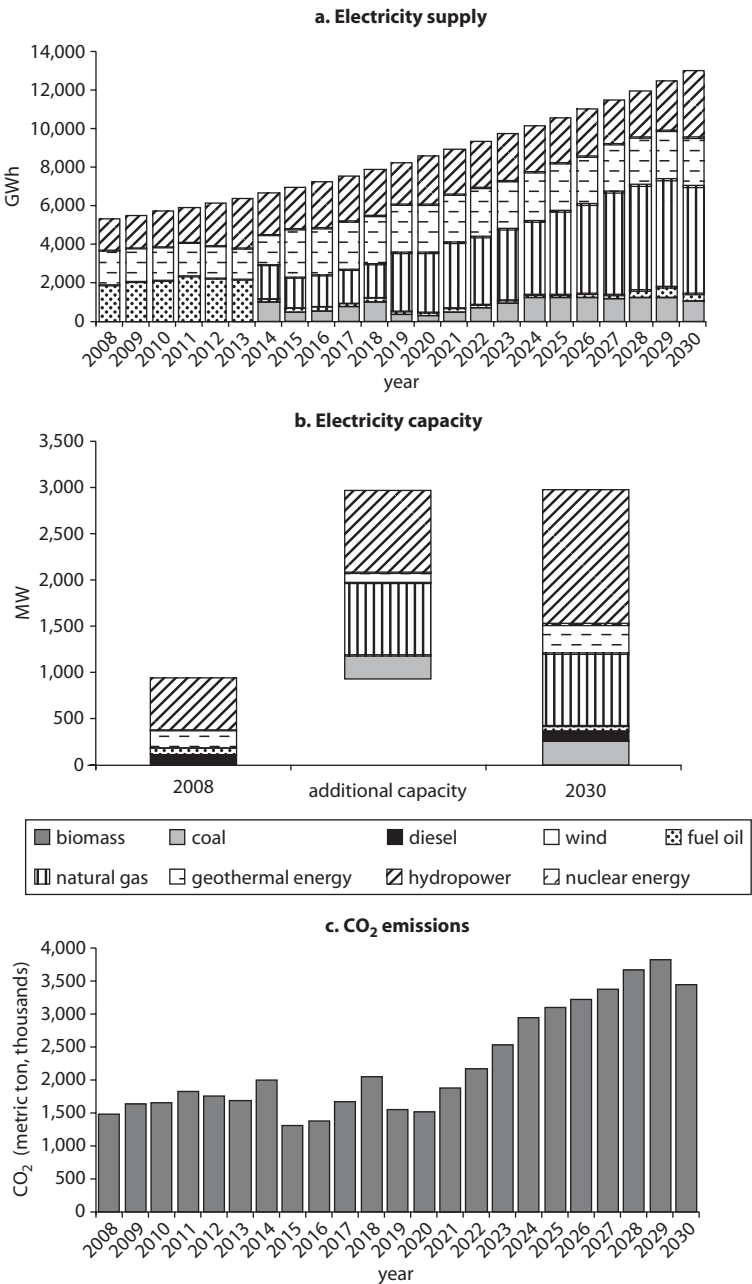 a. Electricity supply
14,000
12,000
10,000
8,000
6,000
4,000
2,000
0
GWh
2008 2009 2010 2011 2012 2013 2014 2015 2016 2017 2018 2019 2020 2021 2022 2023 2024 2025 2026 2027 2028 2029 2030
year
b. Electricity capacity
3,500
3,000
2,500
2,000
1,500
1,000
500
0
MW
2008 additional capacity 2030
biomass coal diesel wind fuel oil
natural gas geothermal energy hydropower nuclear energy
c. CO2 emissions
4,000
3,500
3,000
2,500
2,000
1,500
1,000
500
0
CO2 (metric ton, thousands)
2008 2009 2010 2011 2012 2013 2014 2015 2016 2017 2018 2019 2020 2021 2022 2023 2024 2025 2026 2027 2028 2029 2030
year